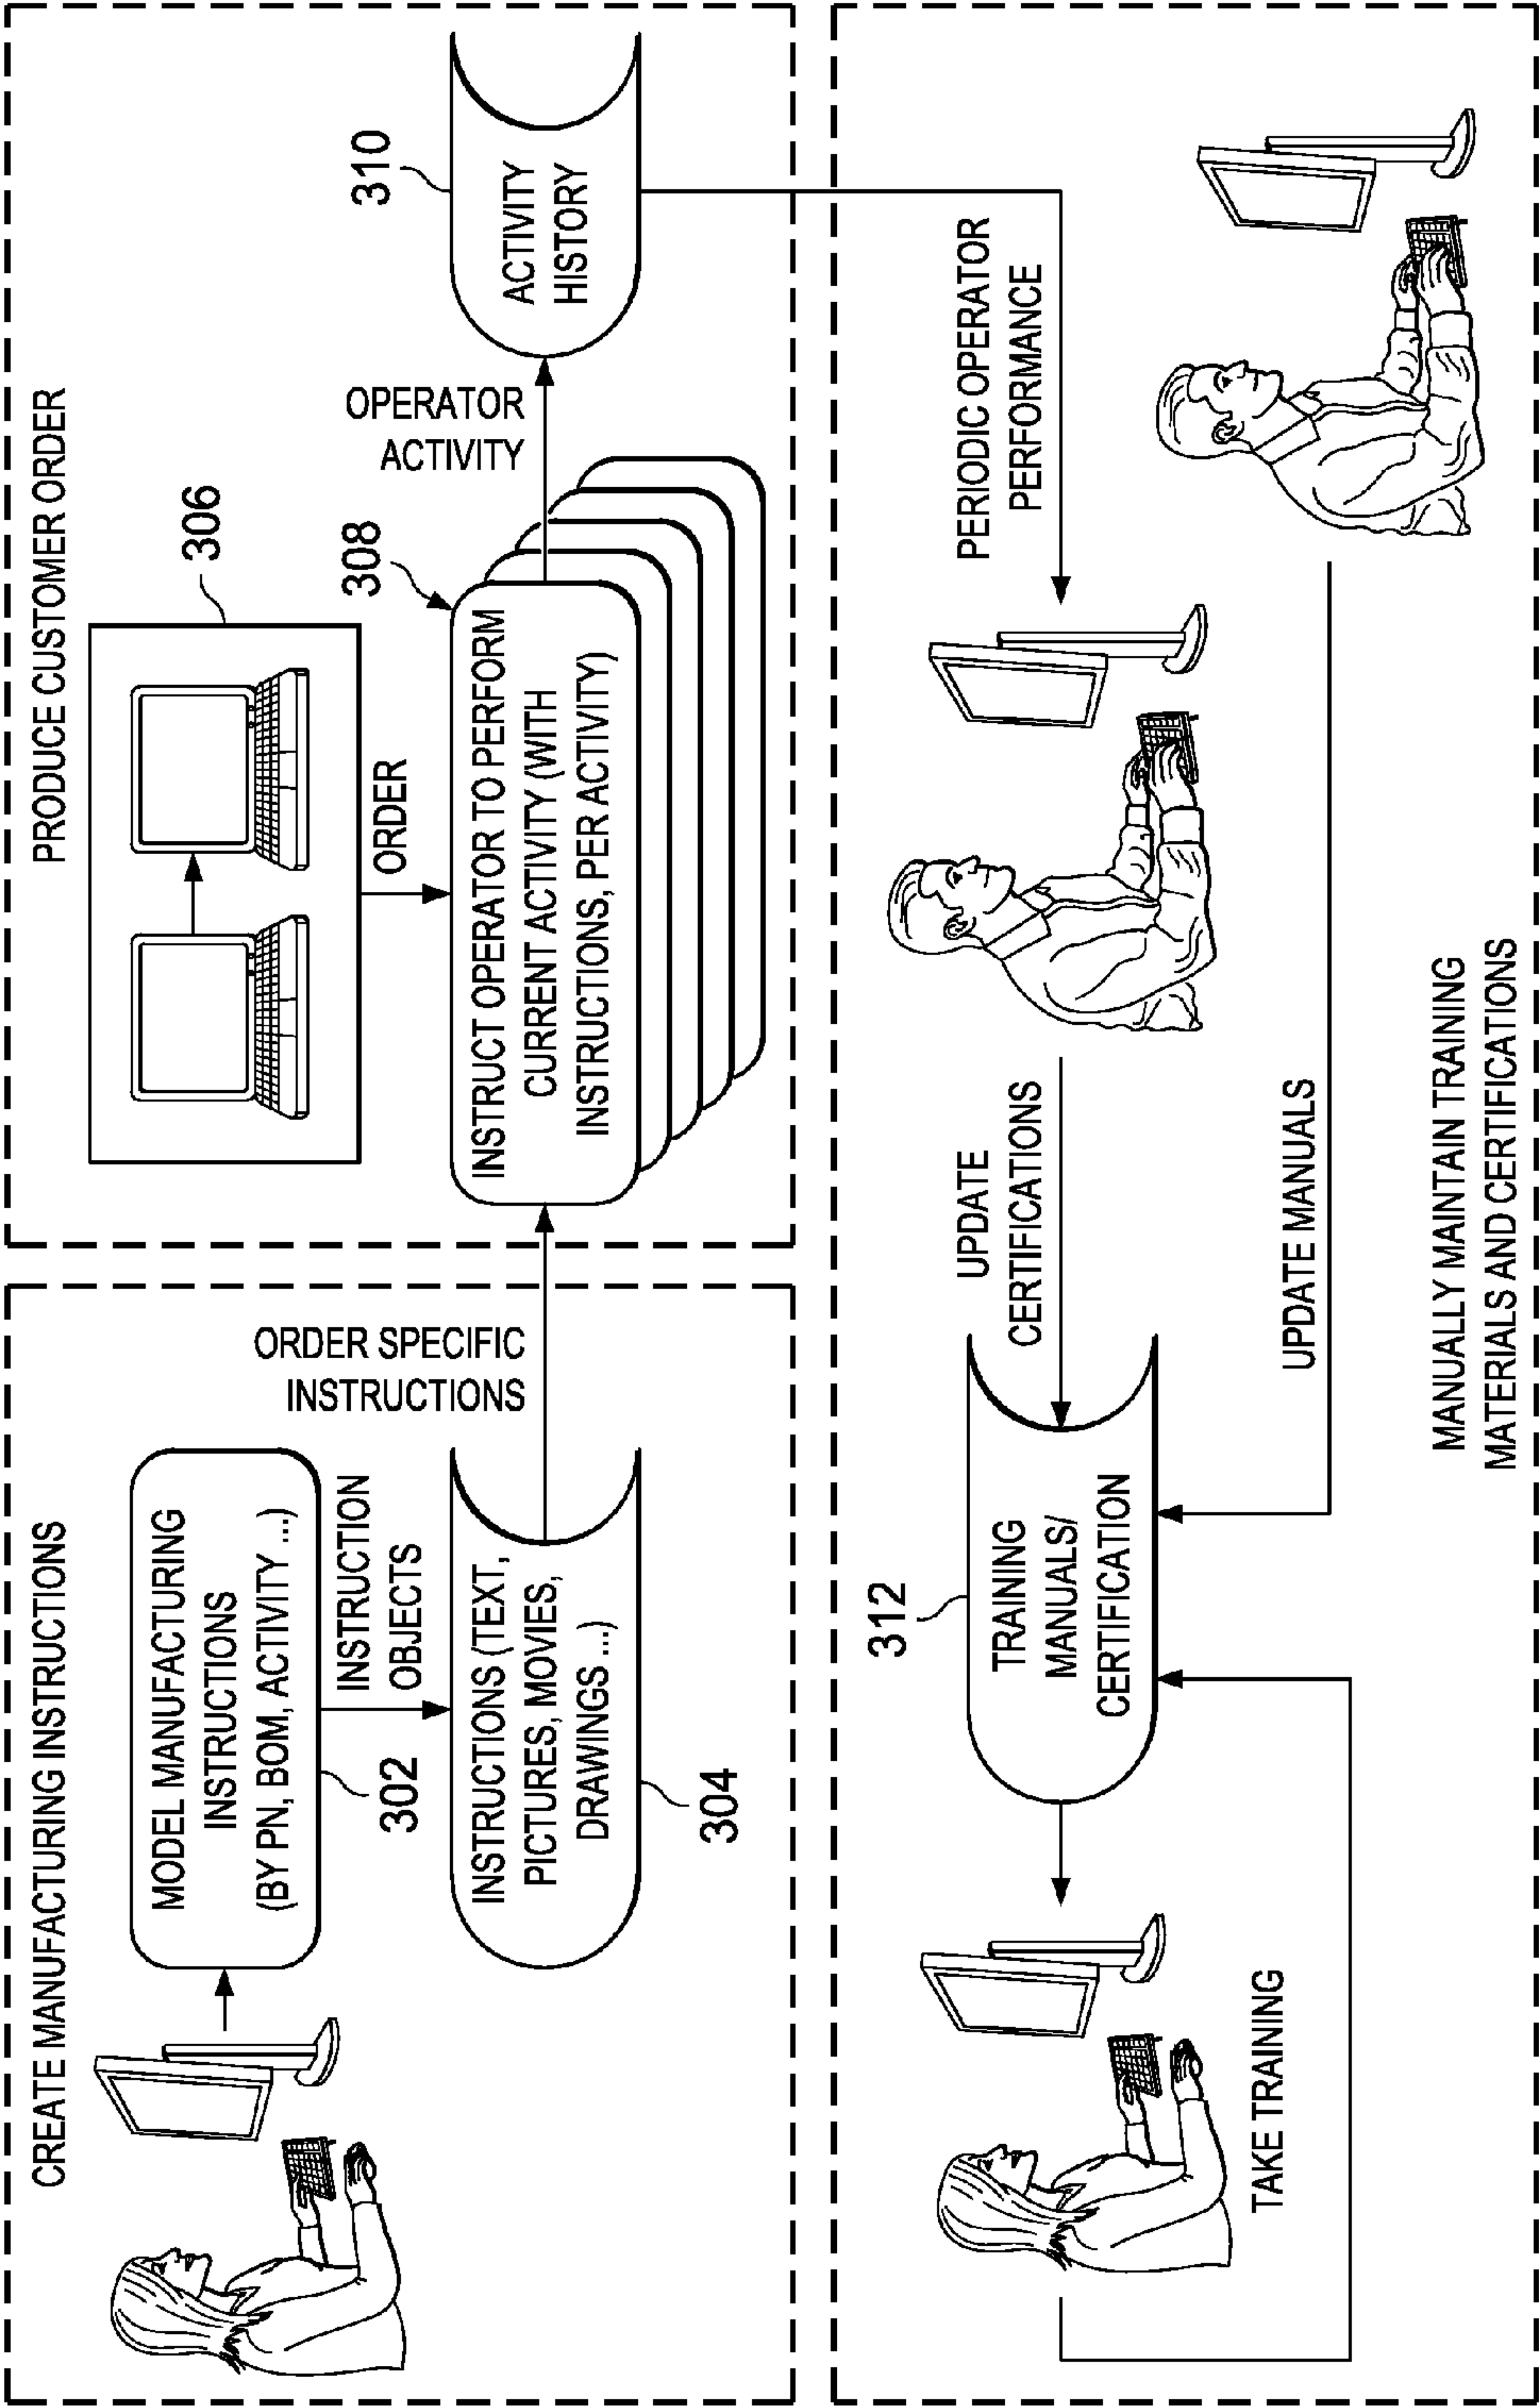 CREATE MANUFACTURING INSTRUCTIONS
MODEL MANUFACTURING
INSTRUCTIONS
(BY PN, BOM, ACTIVITY ...)
302
INSTRUCTION
OBJECTS
INSTRUCTIONS (TEXT,
PICTURES, MOVIES,
DRAWINGS ...)
304
ORDER SPECIFIC
INSTRUCTIONS
PRODUCE CUSTOMER ORDER
306
ORDER
308
INSTRUCT OPERATOR TO PERFORM
CURRENT ACTIVITY (WITH
INSTRUCTIONS, PER ACTIVITY)
OPERATOR
ACTIVITY
310
ACTIVITY
HISTORY
PERIODIC OPERATOR
PERFORMANCE
UPDATE
CERTIFICATIONS
UPDATE MANUALS
312
TRAINING
MANUALS/
CERTIFICATION
TAKE TRAINING
MANUALLY MAINTAIN TRAINING
MATERIALS AND CERTIFICATIONS